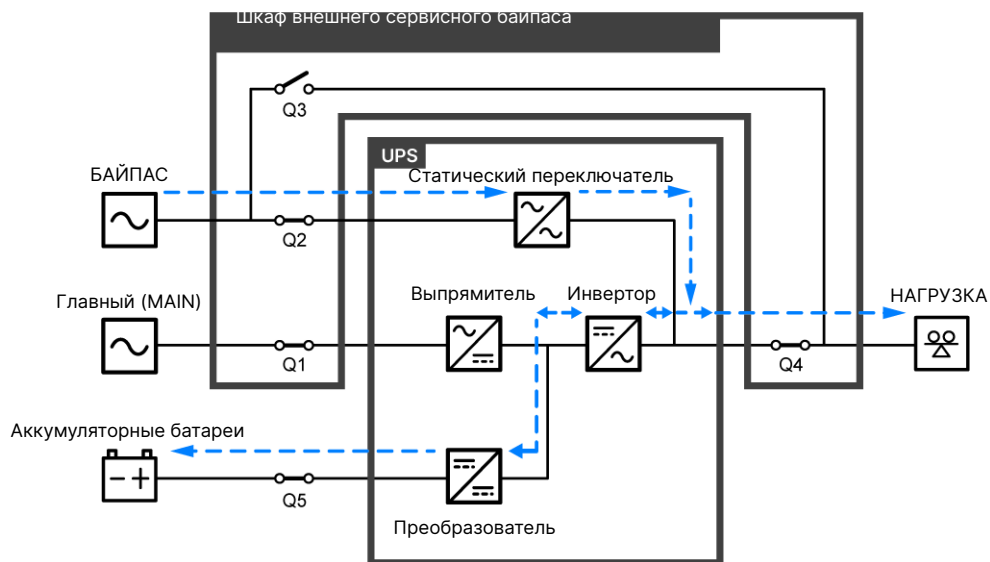 Шкаф внешнего сервисного байпаса
Q3
UPS
БАЙПАС
Статический переключатель
Q2
Главный (MAIN)
Выпрямитель
Инвертор
НАГРУЗКА
Q1
Q4
Аккумуляторные батареи
Q5
Преобразователь